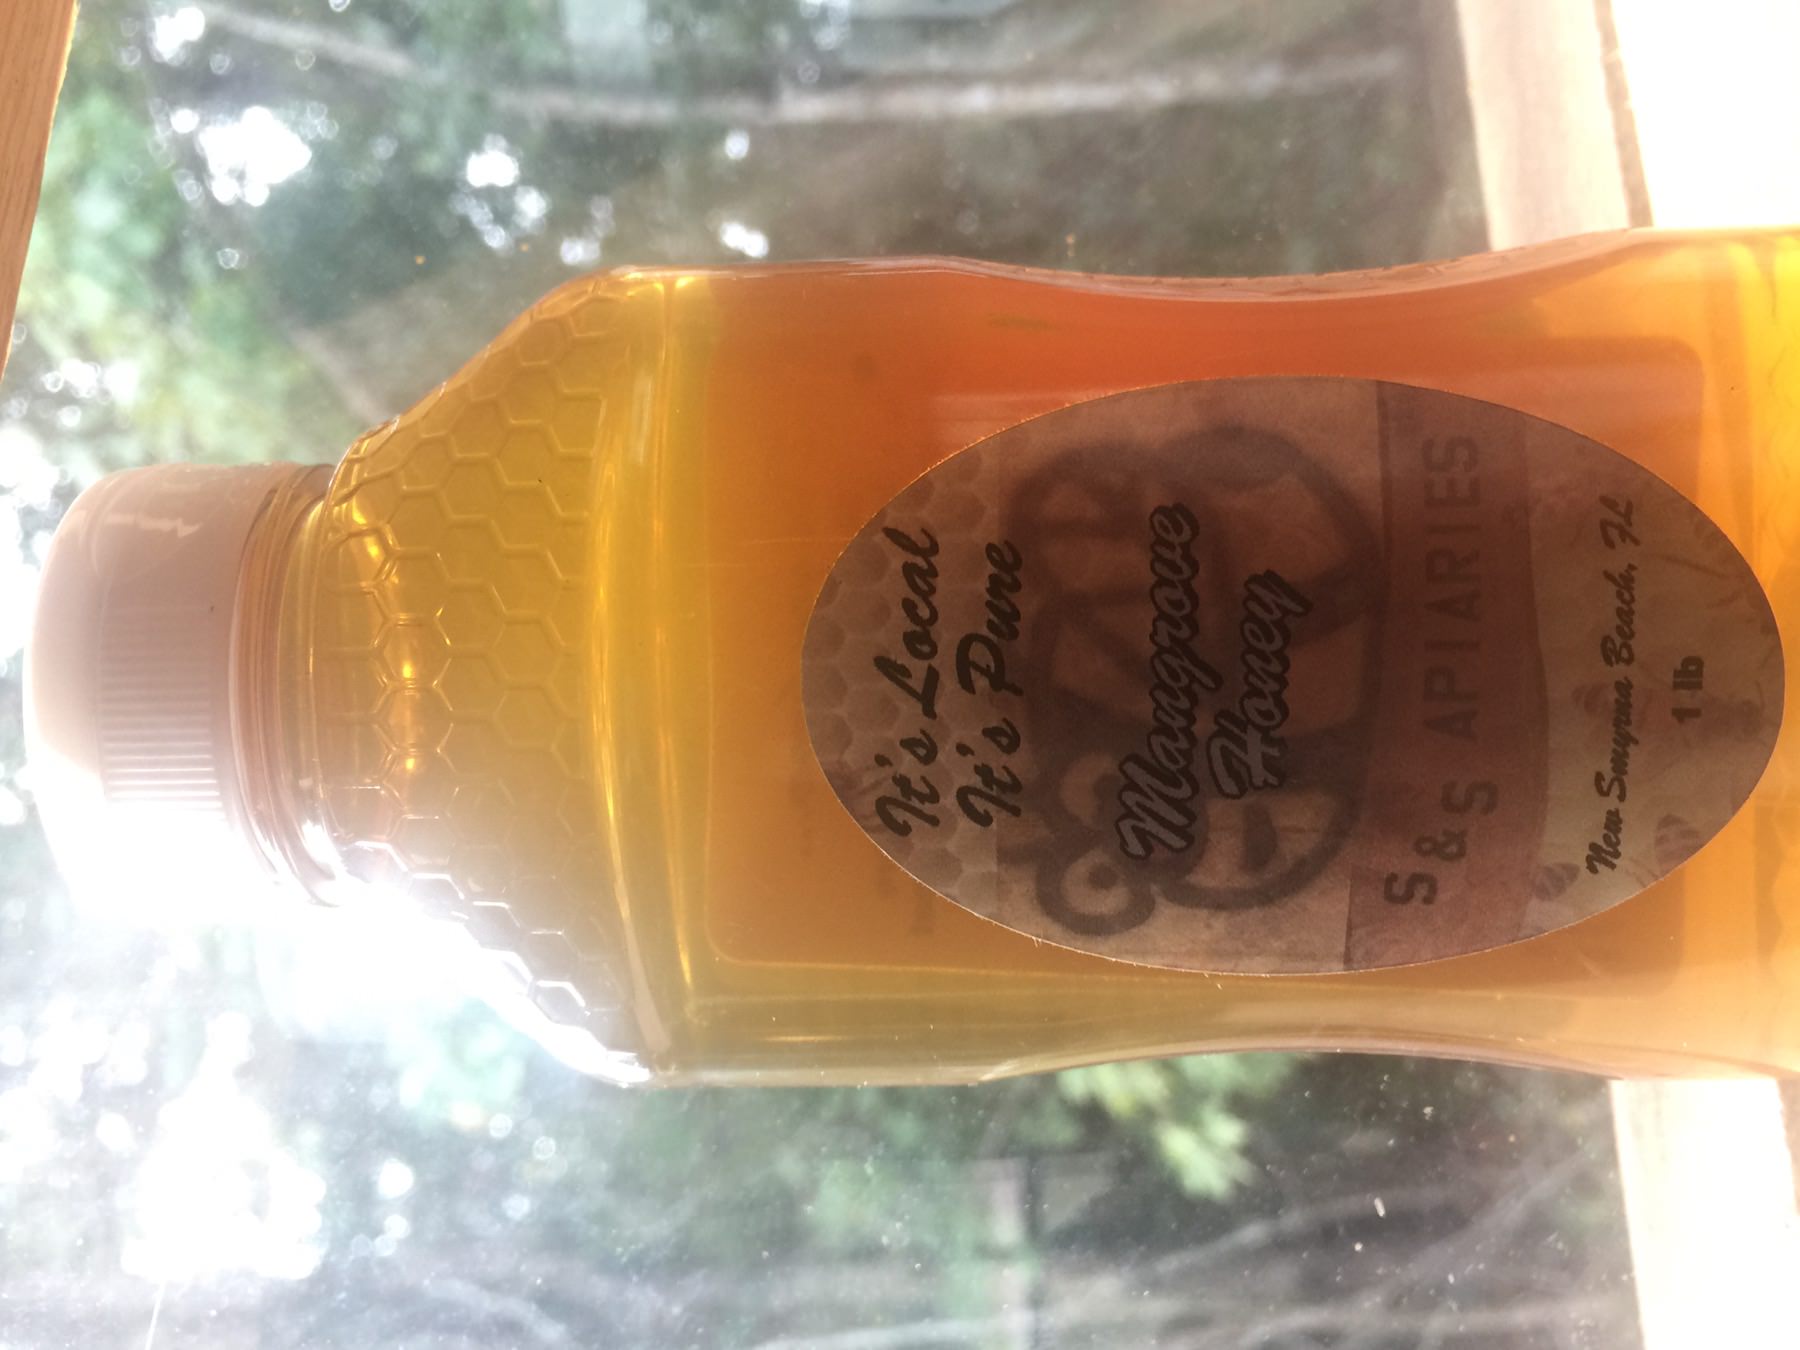 It's Local
It's Pure
Mangrove
Honey
S & S APIARIES
New Smyrna Beach, FL
1 lb